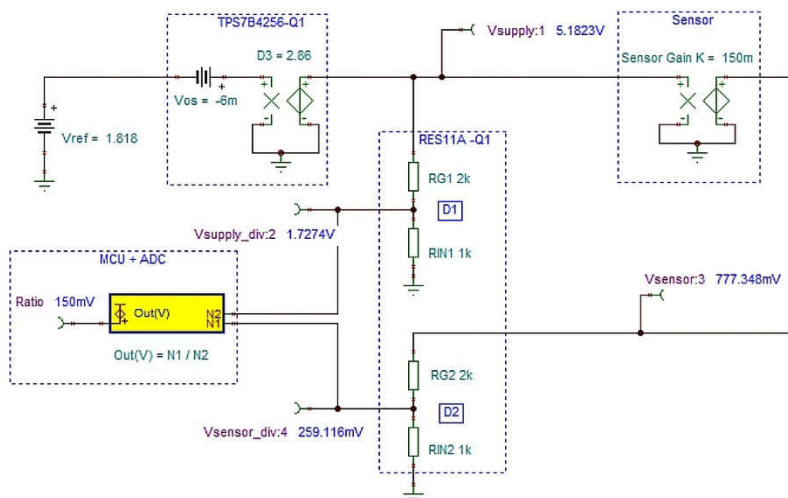 TPS7B4256-Q1
D3 = 2.86
Vos = -6m
Vref = 1.818
Vsupply:1 5.1823V
Sensor
Sensor Gain K = 150m
RES11A -Q1
RG1 2k
D1
RIN1 1k
Vsupply_div:2 1.7274V
MCU + ADC
Ratio 150mV
Out(V)
N2
N1
Out(V) = N1 / N2
Vsensor:3 777.348mV
RG2 2k
D2
RIN2 1k
Vsensor_div:4 259.116mV